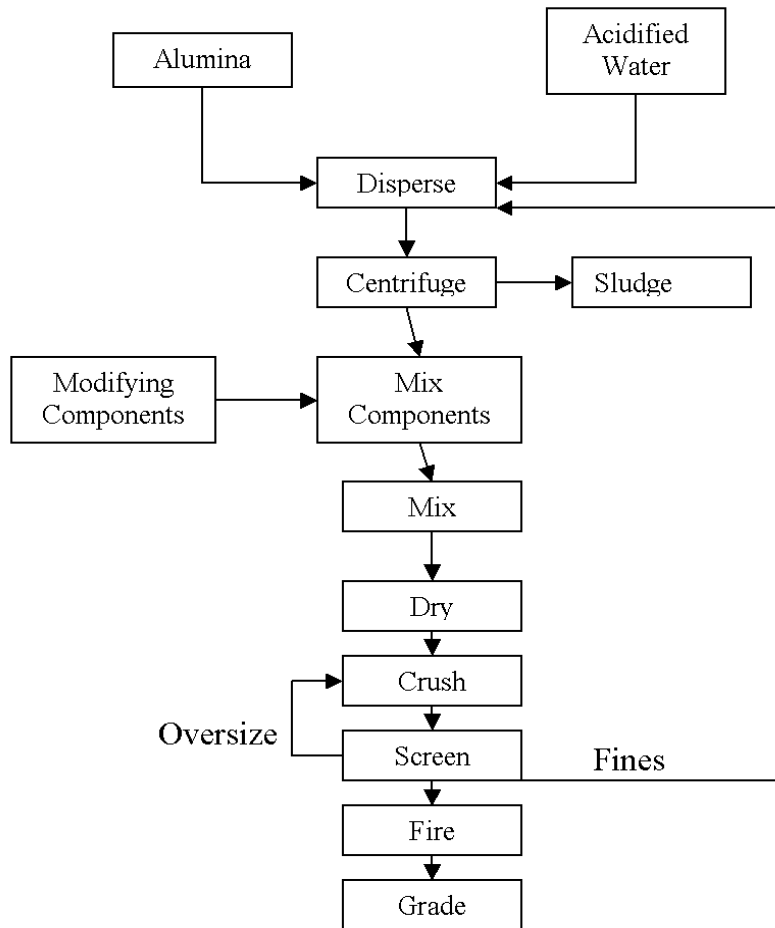 Alumina
Acidified
Water
Disperse
Centrifuge
Sludge
Modifying
Components
Mix
Components
Mix
Dry
Crush
Oversize
Screen
Fines
Fire
Grade